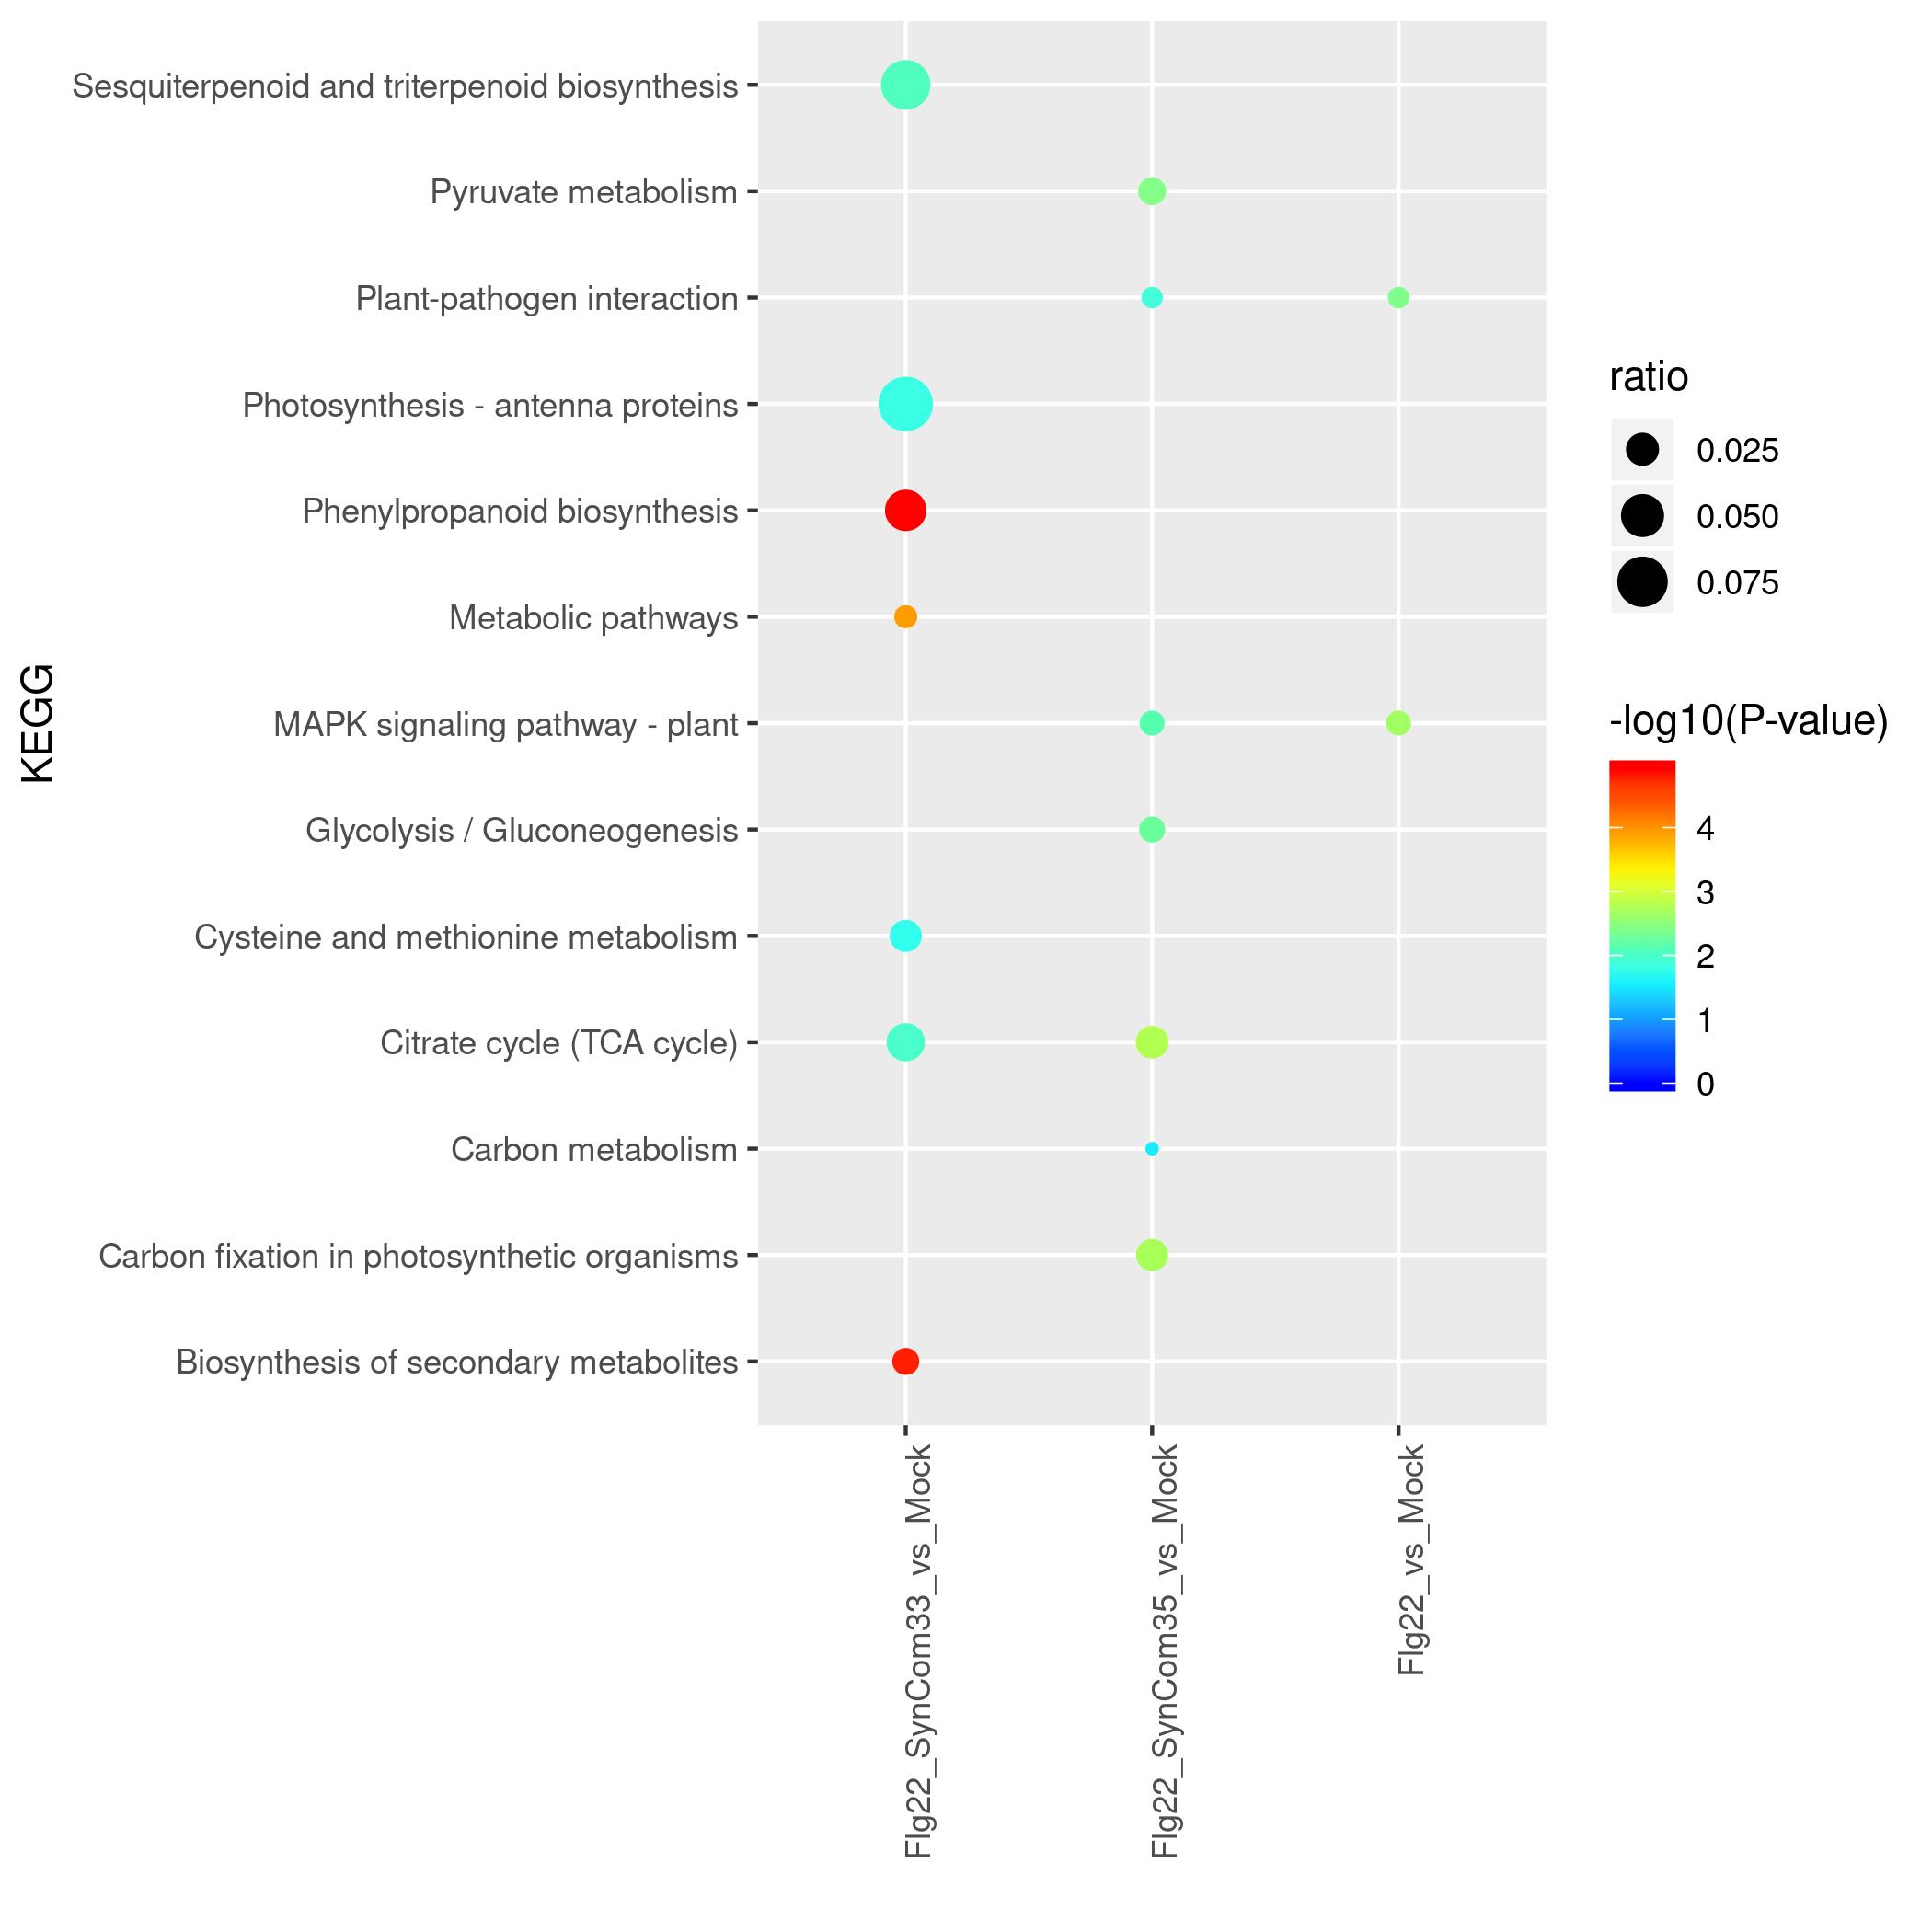 KEGG
Sesquiterpenoid and triterpenoid biosynthesis
Pyruvate metabolism
Plant-pathogen interaction
Photosynthesis - antenna proteins
Phenylpropanoid biosynthesis
Metabolic pathways
MAPK signaling pathway - plant
Glycolysis / Gluconeogenesis
Cysteine and methionine metabolism
Citrate cycle (TCA cycle)
Carbon metabolism
Carbon fixation in photosynthetic organisms
Biosynthesis of secondary metabolites
Flg22_SynCom33_vs_Mock
Flg22_SynCom35_vs_Mock
Flg22_vs_Mock
ratio
0.025
0.050
0.075
-log10(P-value)
4
3
2
1
0